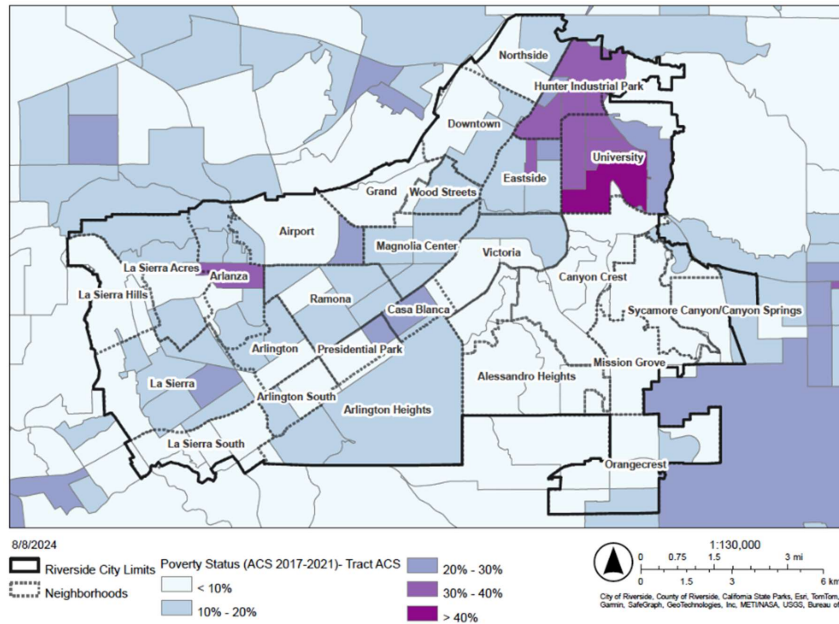 Northside
Hunter Industrial Park
Downtown
University
Eastside
Grand
Wood Streets
Airport
Magnolia Center
Victoria
La Sierra Acres
Arlanza
Canyon Crest
La Sierra Hills
Ramona
Casa Blanca
Sycamore Canyon/Canyon Springs
Arlington
Presidential Park
Mission Grove
La Sierra
Alessandro Heights
Arlington South
Arlington Heights
La Sierra South
Orangecrest
8/8/2024
Riverside City Limits
Neighborhoods
Poverty Status (ACS 2017-2021)- Tract ACS
< 10%
10% - 20%
20% - 30%
30% - 40%
> 40%
1:130,000
0 0.75 1.5 3 mi
0 1.5 3 6 km
City of Riverside, County of Riverside, California State Parks, Esri, TomTom,
Garmin, SafeGraph, GeoTechnologies, Inc, METI/NASA, USGS, Bureau of